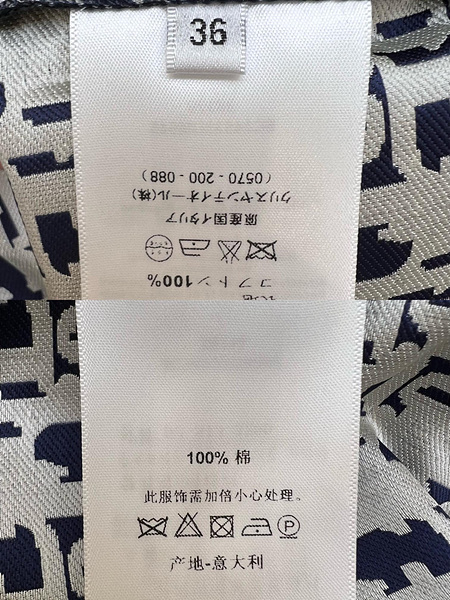 36
表地
コットン100%
原産国イタリア
クリスチャンディオール(株)
(0570-200-088)
100% 棉
此服饰需加倍小心处理。
P
产地-意大利